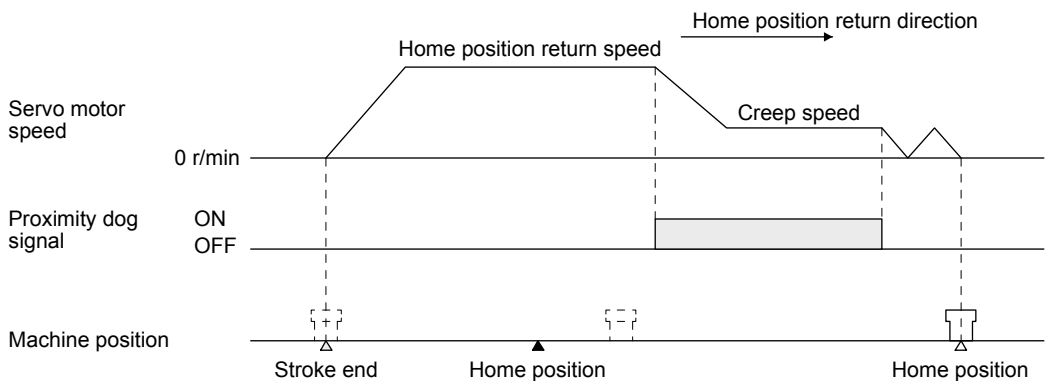 Home position return direction
Home position return speed
Servo motor
speed
Creep speed
0 r/min
Proximity dog
signal
ON
OFF
Machine position
Stroke end
Home position
Home position